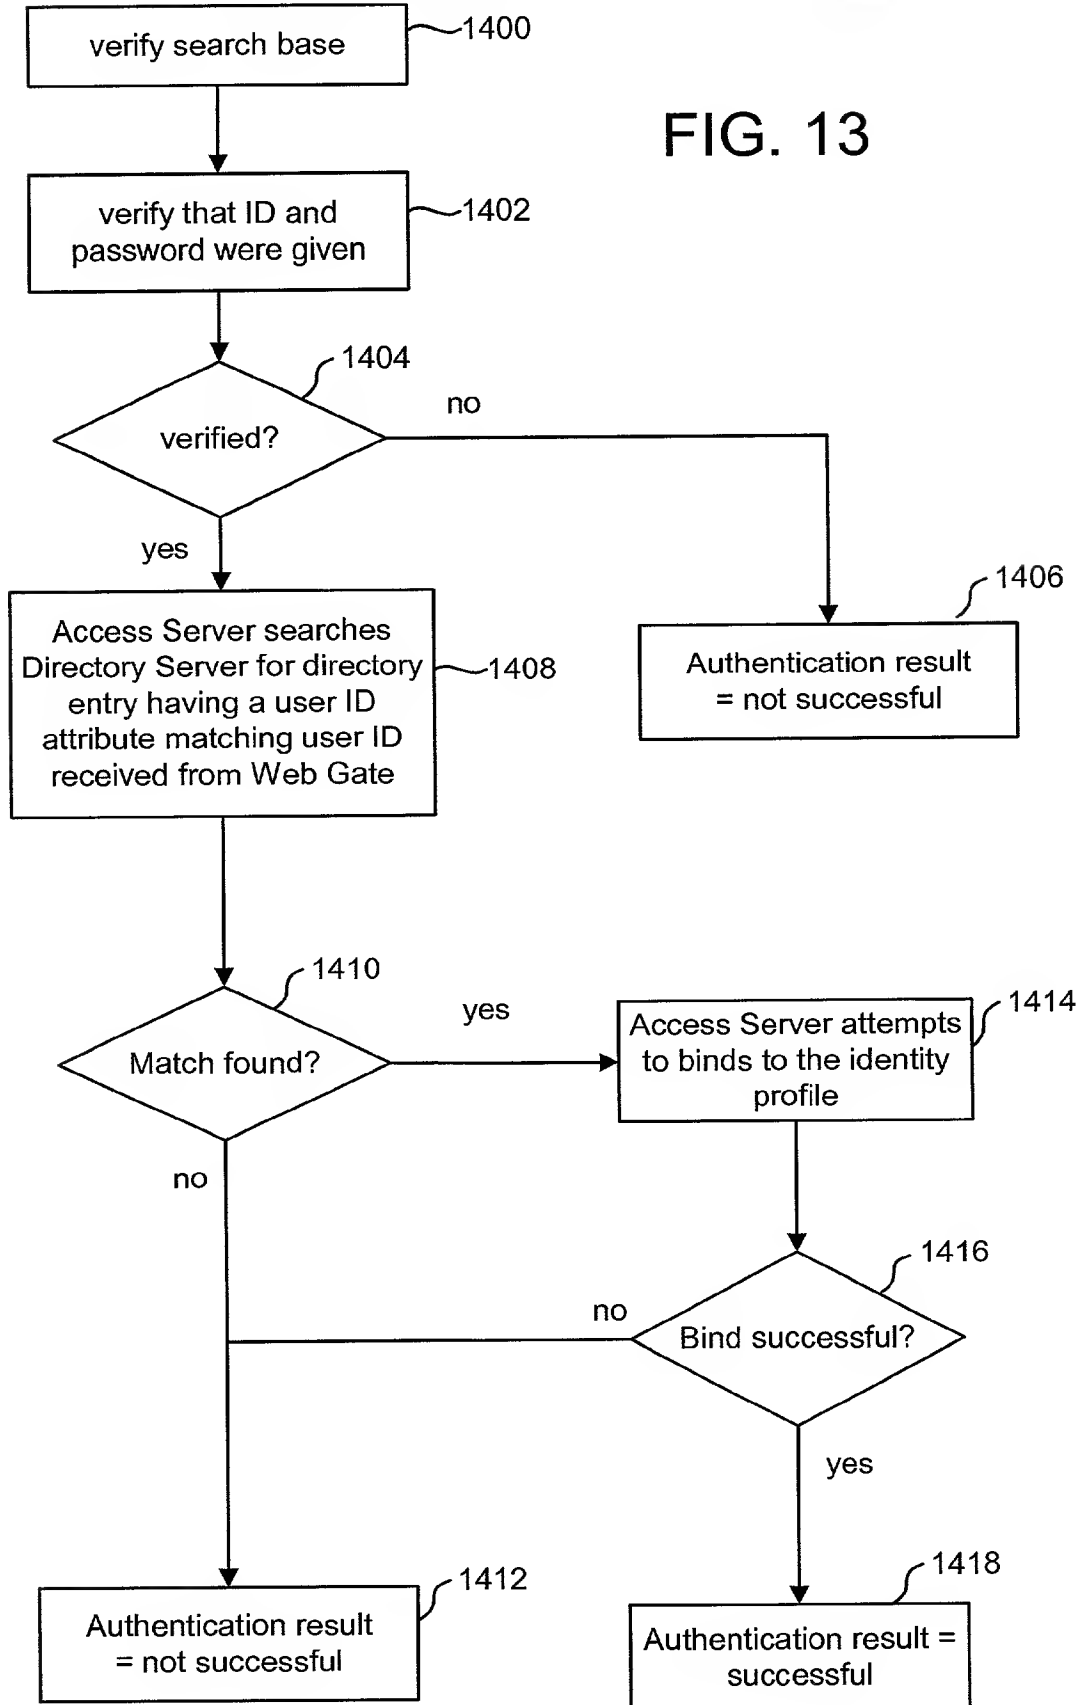 verify search base
1400
FIG. 13
verify that ID and
password were given
1402
1404
verified?
no
yes
1406
Authentication result
= not successful
Access Server searches
Directory Server for directory
entry having a user ID
attribute matching user ID
received from Web Gate
1408
1410
Match found?
yes
1414
Access Server attempts
to binds to the identity
profile
no
1416
Bind successful?
no
yes
1412
Authentication result
= not successful
1418
Authentication result =
successful